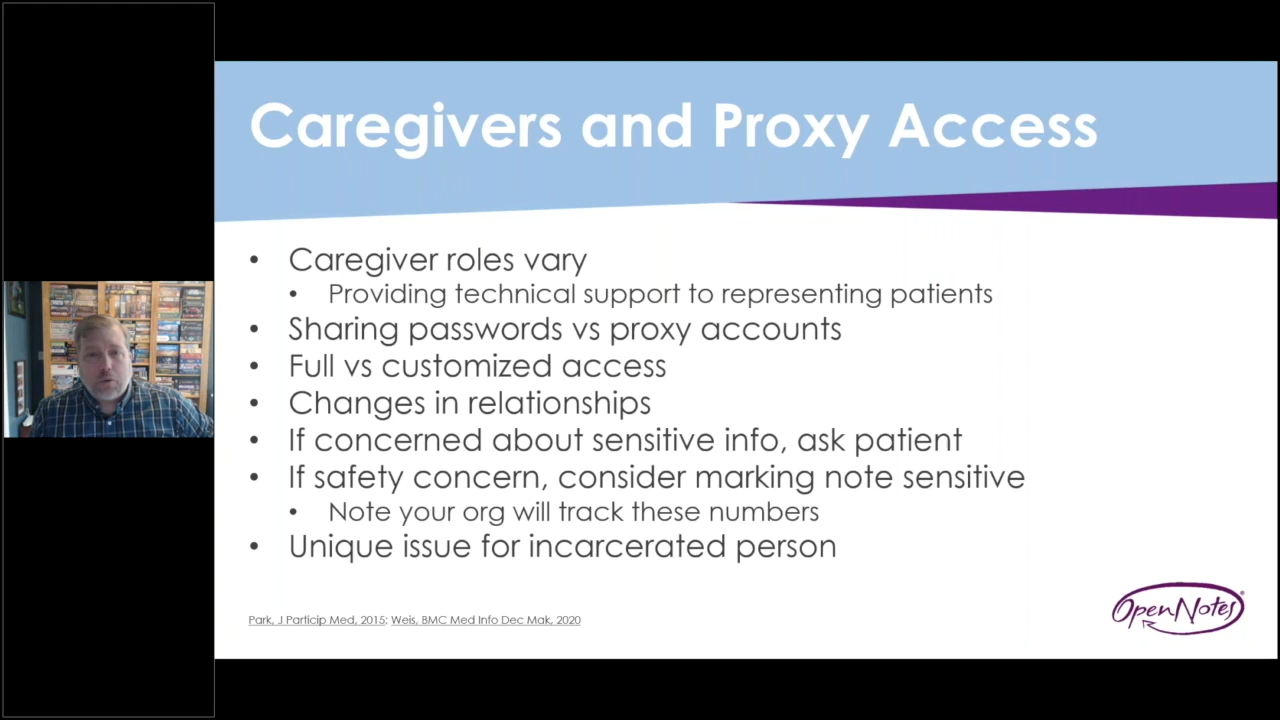 Caregivers and Proxy Access
• Caregiver roles vary
• Providing technical support to representing patients
• Sharing passwords vs proxy accounts
• Full vs customized access
• Changes in relationships
• If concerned about sensitive info, ask patient
• If safety concern, consider marking note sensitive
• Note your org will track these numbers
• Unique issue for incarcerated person
Park, J Particip Med, 2015; Weis, BMC Med Info Dec Mak, 2020
OpenNotes®